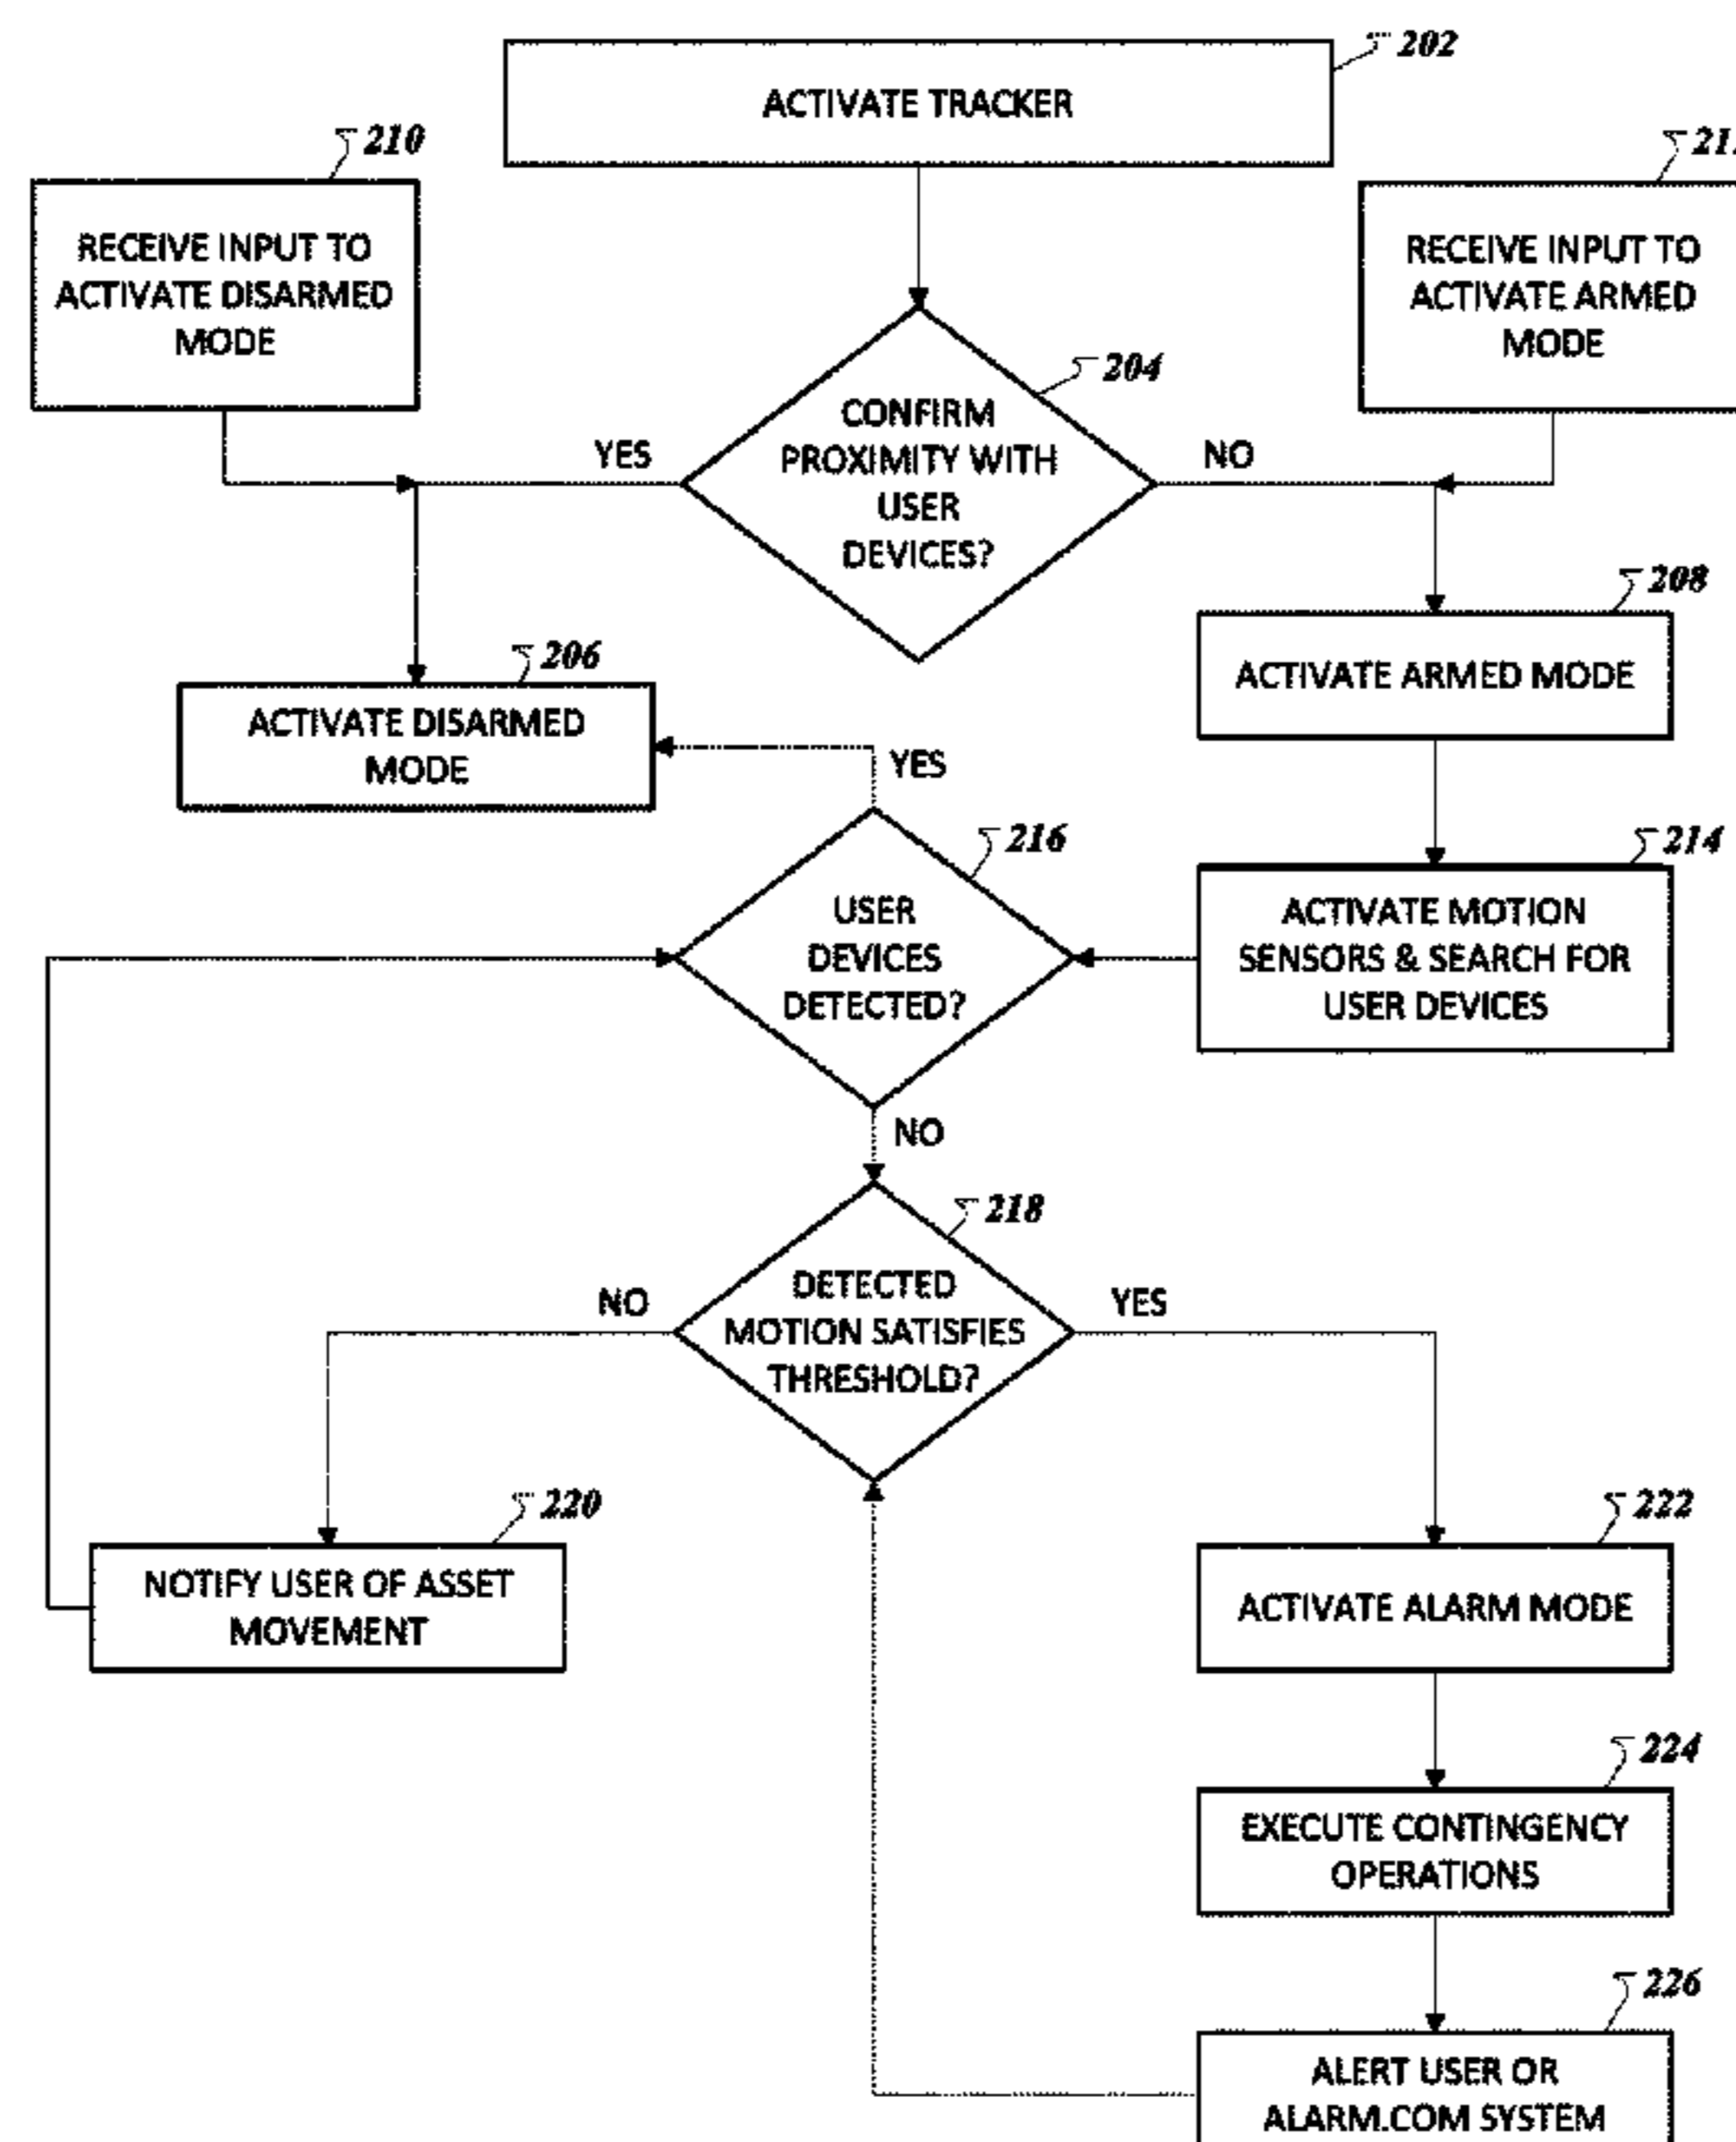 202
ACTIVATE TRACKER
210
RECEIVE INPUT TO
ACTIVATE DISARMED
MODE
RECEIVE INPUT TO
ACTIVATE ARMED
MODE
204
CONFIRM
PROXIMITY WITH
USER
DEVICES?
YES
NO
208
ACTIVATE ARMED MODE
206
ACTIVATE DISARMED
MODE
YES
216
USER
DEVICES
DETECTED?
214
ACTIVATE MOTION
SENSORS & SEARCH FOR
USER DEVICES
NO
218
DETECTED
MOTION SATISFIES
THRESHOLD?
NO
YES
220
NOTIFY USER OF ASSET
MOVEMENT
222
ACTIVATE ALARM MODE
224
EXECUTE CONTINGENCY
OPERATIONS
226
ALERT USER OR
ALARM.COM SYSTEM